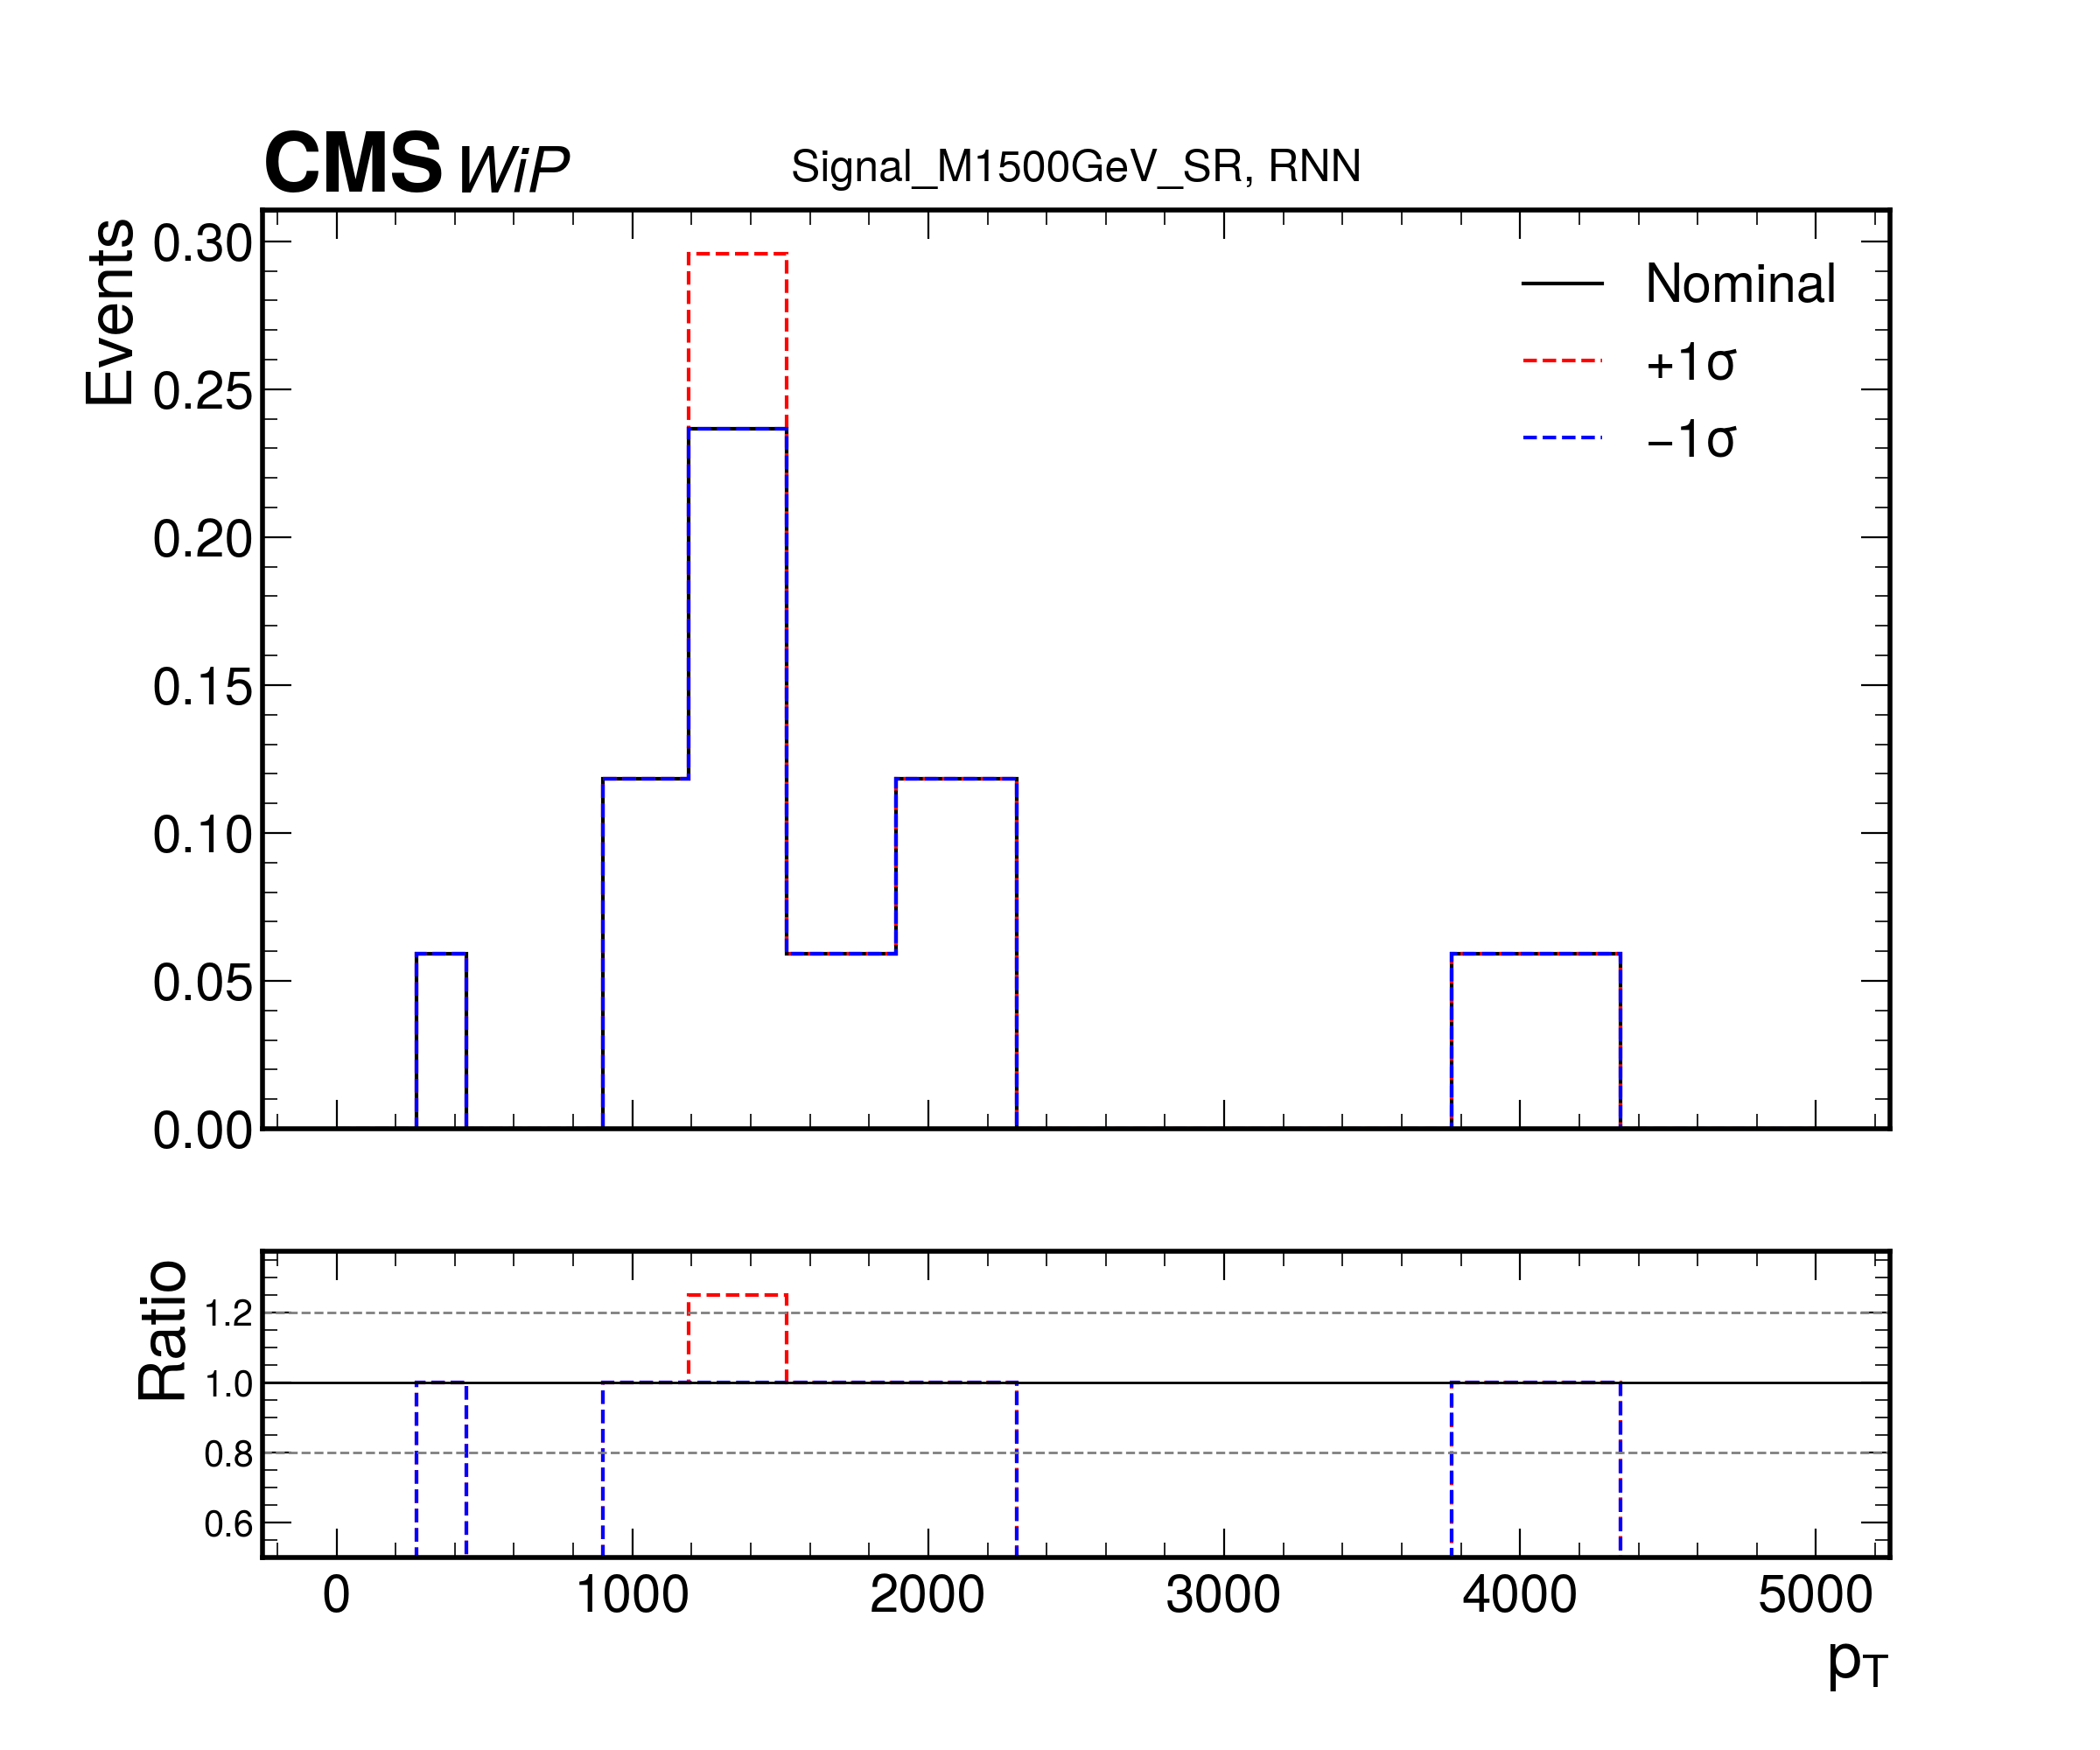 CMS WiP
Signal_M1500GeV_SR, RNN
Events
0.30
0.25
0.20
0.15
0.10
0.05
0.00
Nominal
+1σ
−1σ
Ratio
1.2
1.0
0.8
0.6
0 1000 2000 3000 4000 5000
pT